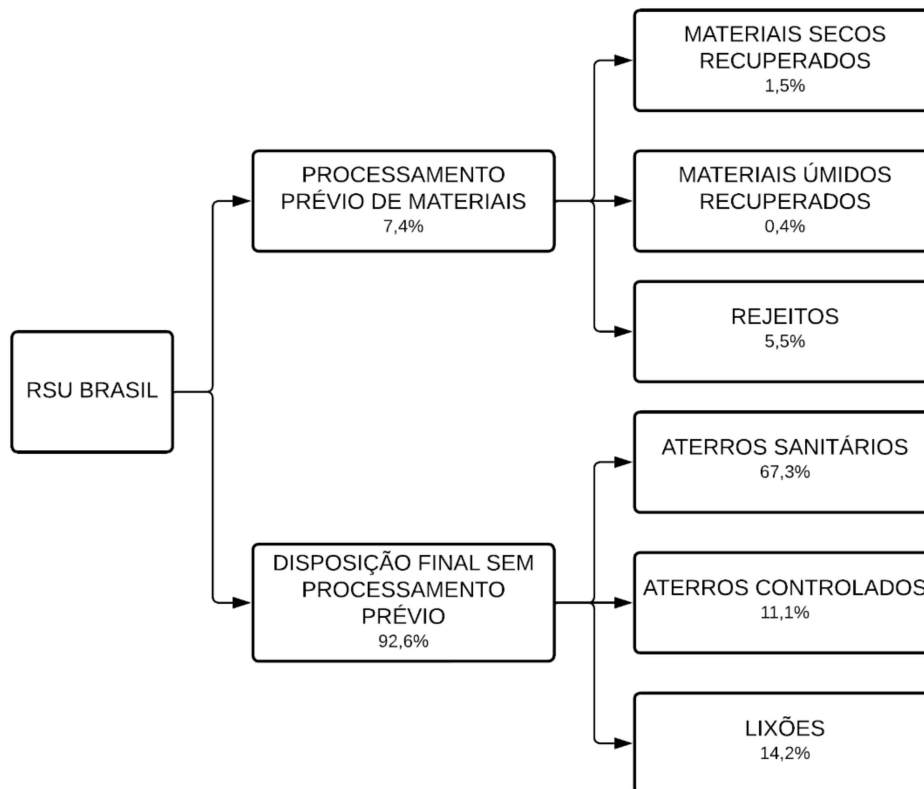 MATERIAIS SECOS
RECUPERADOS
1,5%
PROCESSAMENTO
PRÉVIO DE MATERIAIS
7,4%
MATERIAIS ÚMIDOS
RECUPERADOS
0,4%
REJEITOS
5,5%
RSU BRASIL
ATERROS SANITÁRIOS
67,3%
DISPOSIÇÃO FINAL SEM
PROCESSAMENTO
PRÉVIO
92,6%
ATERROS CONTROLADOS
11,1%
LIXÕES
14,2%